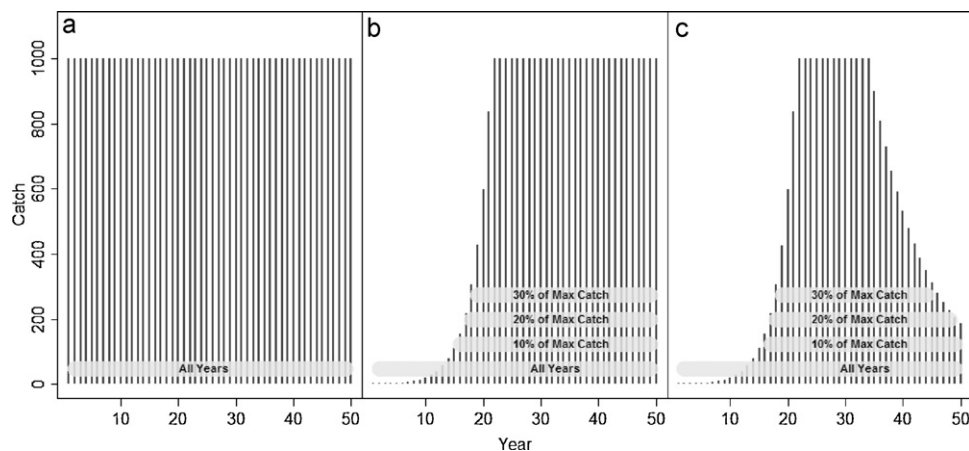 a
b
c
Catch
1000
800
600
400
200
0
30% of Max Catch
20% of Max Catch
10% of Max Catch
All Years
All Years
30% of Max Catch
20% of Max Catch
10% of Max Catch
All Years
10 20 30 40 50
10 20 30 40 50
10 20 30 40 50
Year